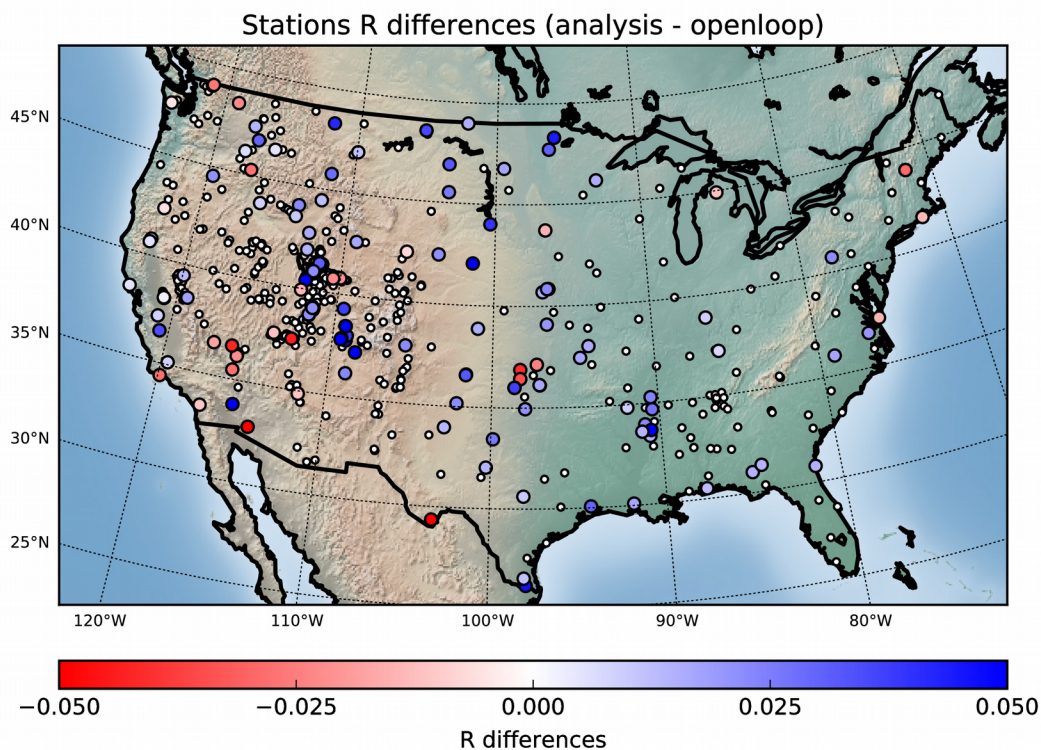 Stations R differences (analysis - openloop)
45°N
40°N
35°N
30°N
25°N
120°W 110°W 100°W 90°W 80°W
−0.050 −0.025 0.000 0.025 0.050
R differences